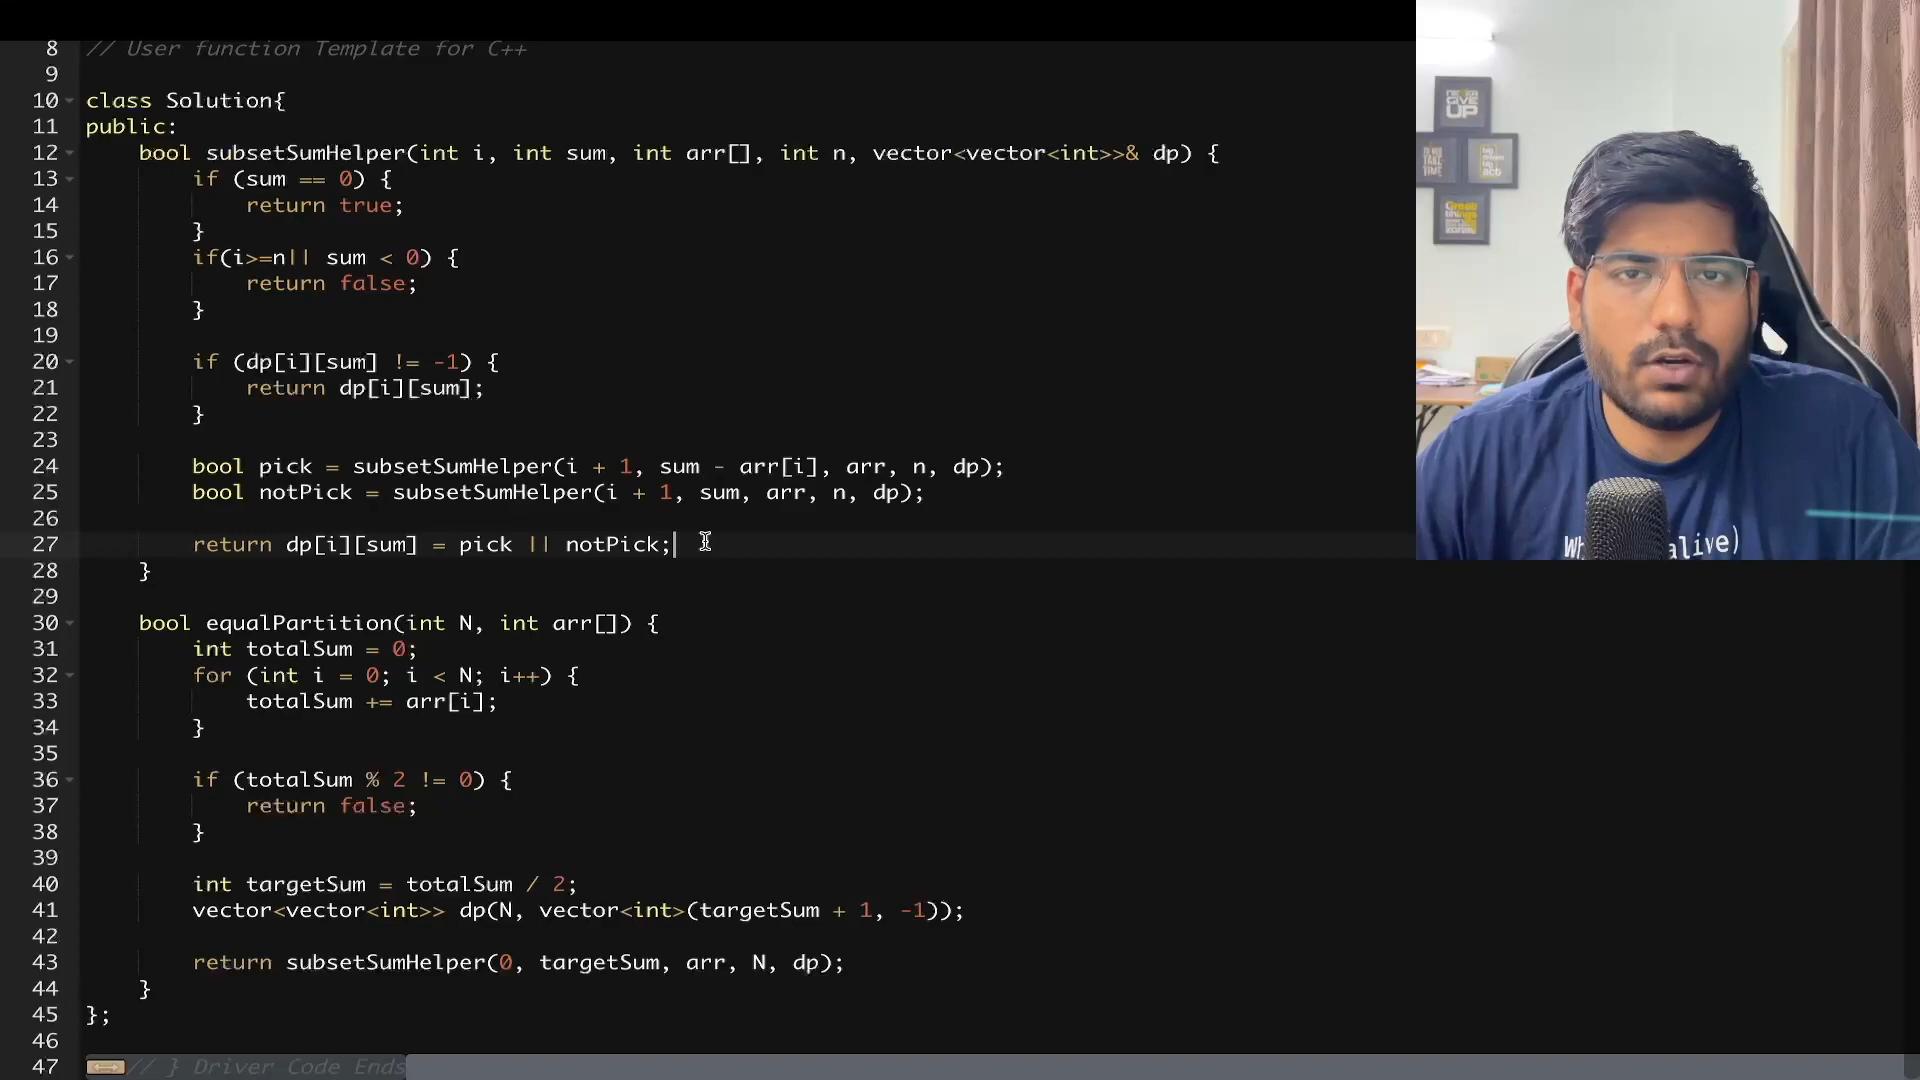 8 // User function Template for C++
9
10 class Solution{
11 public:
12 bool subsetSumHelper(int i, int sum, int arr[], int n, vector<vector<int>>& dp) {
13 if (sum == 0) {
14 return true;
15 }
16 if(i>=n|| sum < 0) {
17 return false;
18 }
19
20 if (dp[i][sum] != -1) {
21 return dp[i][sum];
22 }
23
24 bool pick = subsetSumHelper(i + 1, sum - arr[i], arr, n, dp);
25 bool notPick = subsetSumHelper(i + 1, sum, arr, n, dp);
26
27 return dp[i][sum] = pick || notPick;
28 }
29
30 bool equalPartition(int N, int arr[]) {
31 int totalSum = 0;
32 for (int i = 0; i < N; i++) {
33 totalSum += arr[i];
34 }
35
36 if (totalSum % 2 != 0) {
37 return false;
38 }
39
40 int targetSum = totalSum / 2;
41 vector<vector<int>> dp(N, vector<int>(targetSum + 1, -1));
42
43 return subsetSumHelper(0, targetSum, arr, N, dp);
44 }
45 };
46
47 // } Driver Code Ends
NEVER
GIVE
UP
Great
things
alive)